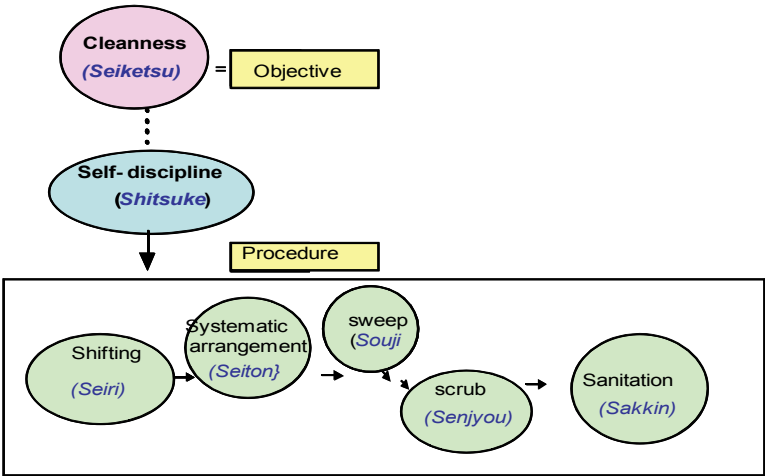 Cleanness
(Seiketsu)
=
Objective
Self- discipline
(Shitsuke)
Procedure
Shifting
(Seiri)
Systematic
arrangement
(Seiton}
sweep
(Souji
scrub
(Senjyou)
Sanitation
(Sakkin)